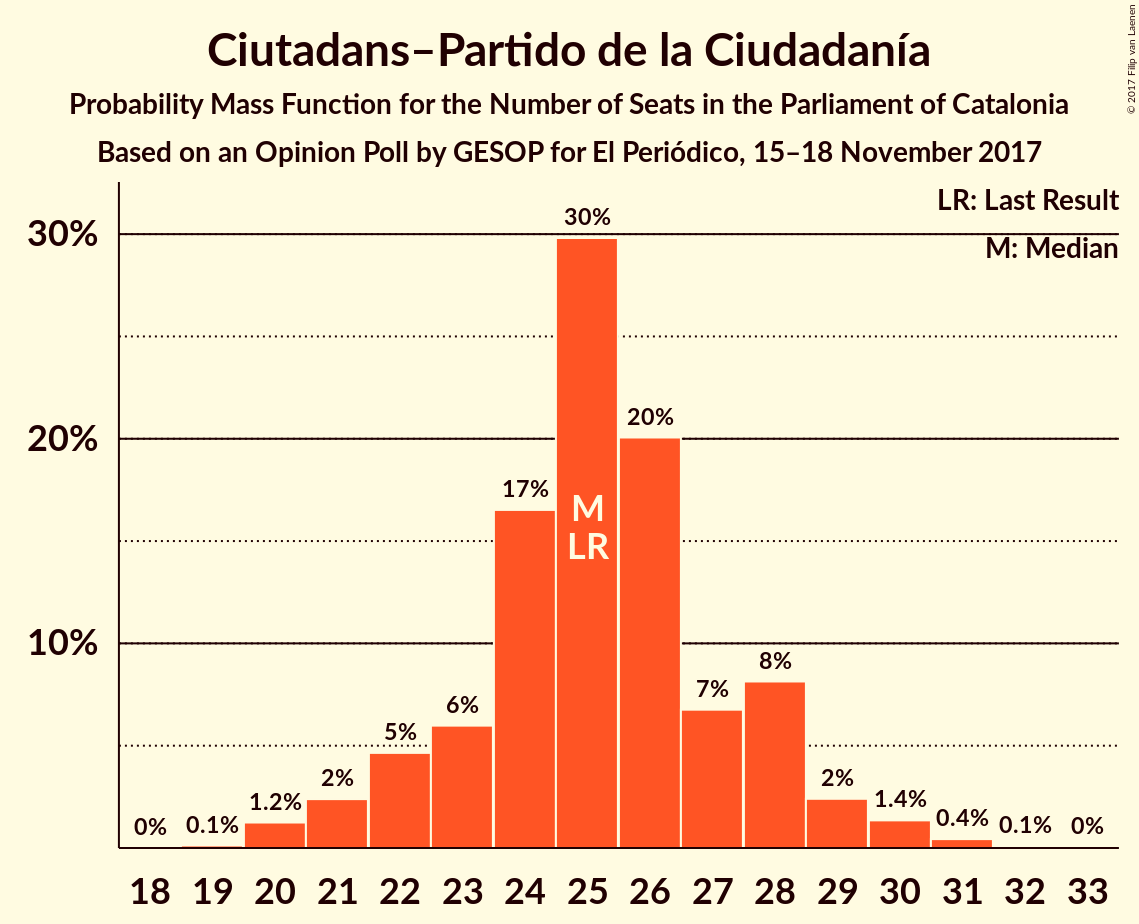 Ciutadans–Partido de la Ciudadanía
Probability Mass Function for the Number of Seats in the Parliament of Catalonia
Based on an Opinion Poll by GESOP for El Periódico, 15–18 November 2017
© 2017 Filip van Laenen
LR: Last Result
M: Median
30%
20%
10%
0%
0.1%
1.2%
2%
5%
6%
17%
30%
20%
7%
8%
2%
1.4%
0.4%
0.1%
0%
M
LR
18 19 20 21 22 23 24 25 26 27 28 29 30 31 32 33